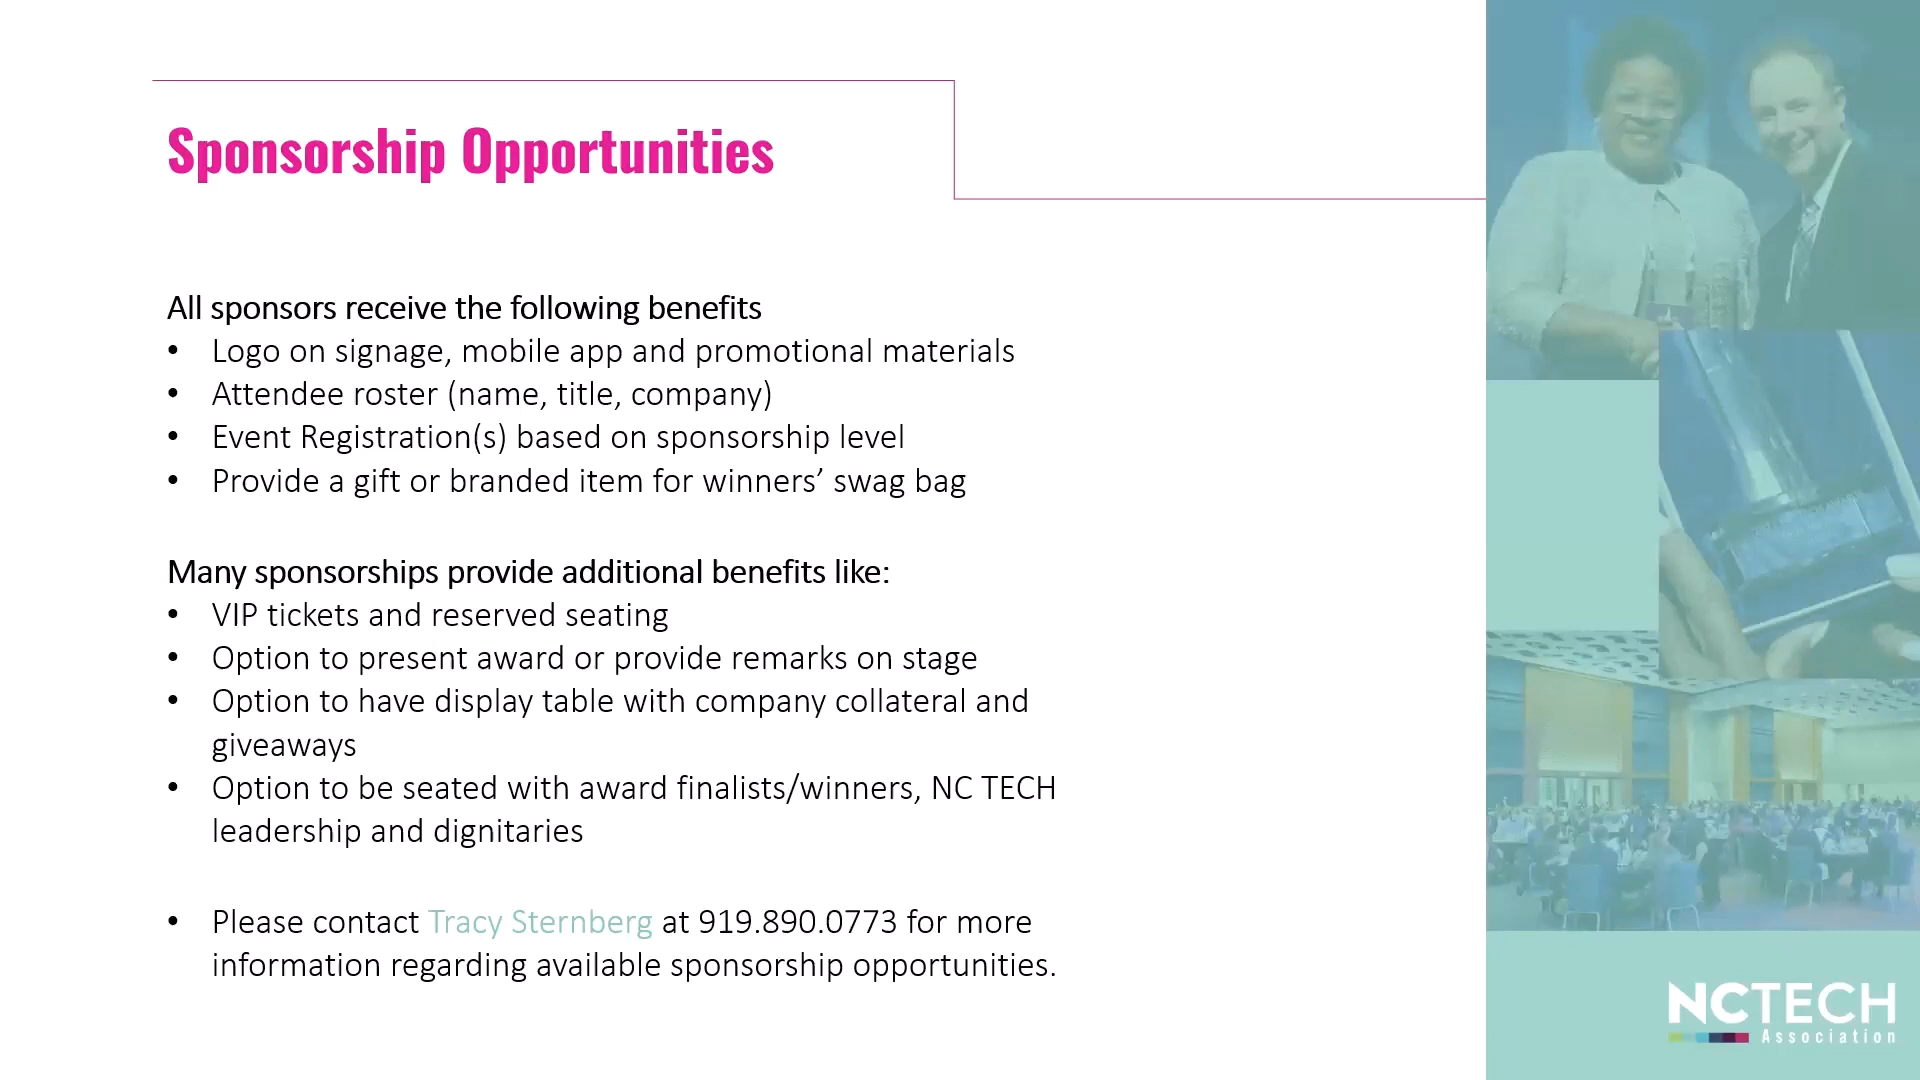 Sponsorship Opportunities
All sponsors receive the following benefits
• Logo on signage, mobile app and promotional materials
• Attendee roster (name, title, company)
• Event Registration(s) based on sponsorship level
• Provide a gift or branded item for winners’ swag bag
Many sponsorships provide additional benefits like:
• VIP tickets and reserved seating
• Option to present award or provide remarks on stage
• Option to have display table with company collateral and
giveaways
• Option to be seated with award finalists/winners, NC TECH
leadership and dignitaries
• Please contact Tracy Sternberg at 919.890.0773 for more
information regarding available sponsorship opportunities.
NCTECH
Association